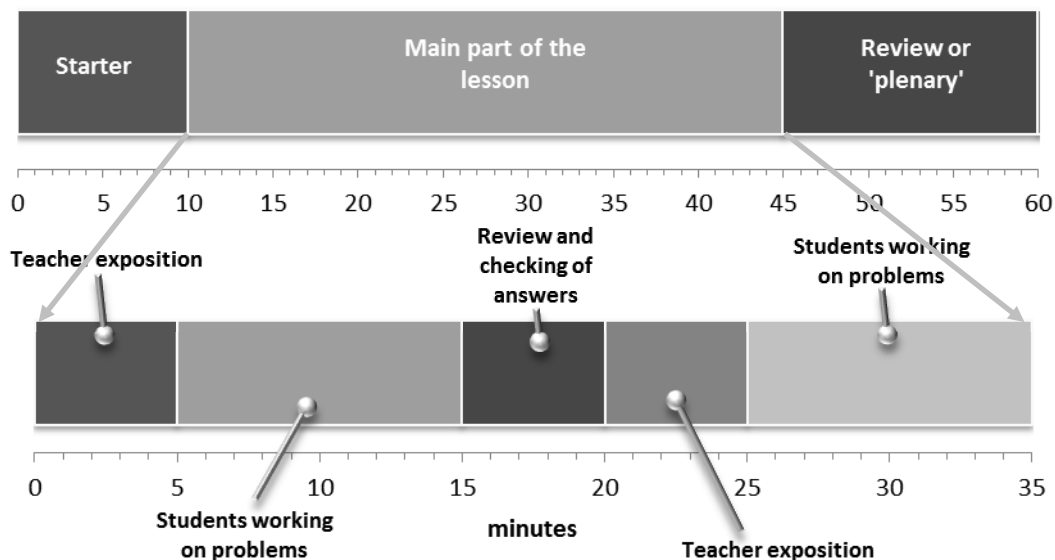 Starter
Main part of the
lesson
Review or
'plenary'
0 5 10 15 20 25 30 35 40 45 50 55 60
Teacher exposition
Review and
checking of
answers
Students working
on problems
0 5 10 15 20 25 30 35
Students working
on problems
minutes
Teacher exposition